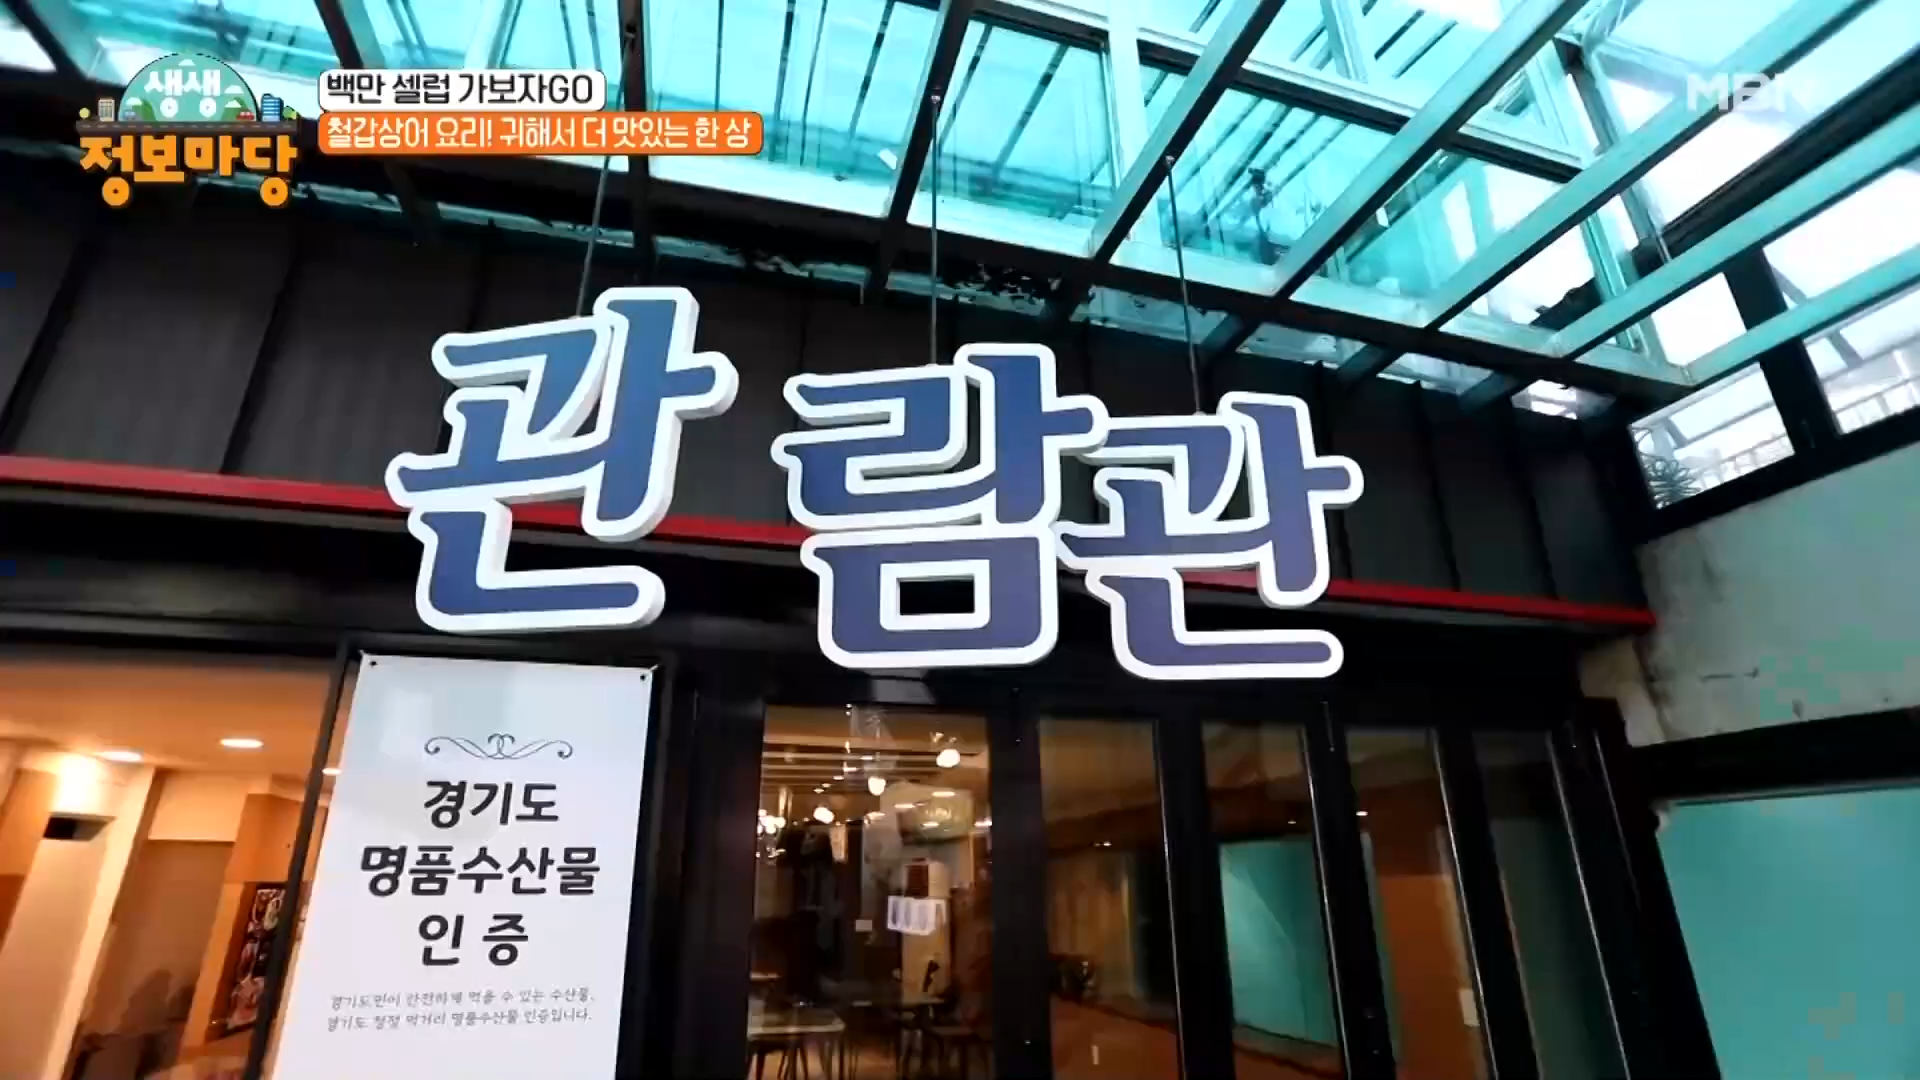 생생
정보마당
백만 셀럽 가보자GO
철갑상어 요리! 귀해서 더 맛있는 한 상
MBN
관람관
경기도
명품수산물
인증
경기도민이 안전하게 먹을 수 있는 수산물,
경기도 청정 먹거리 명품수산물 인증입니다.